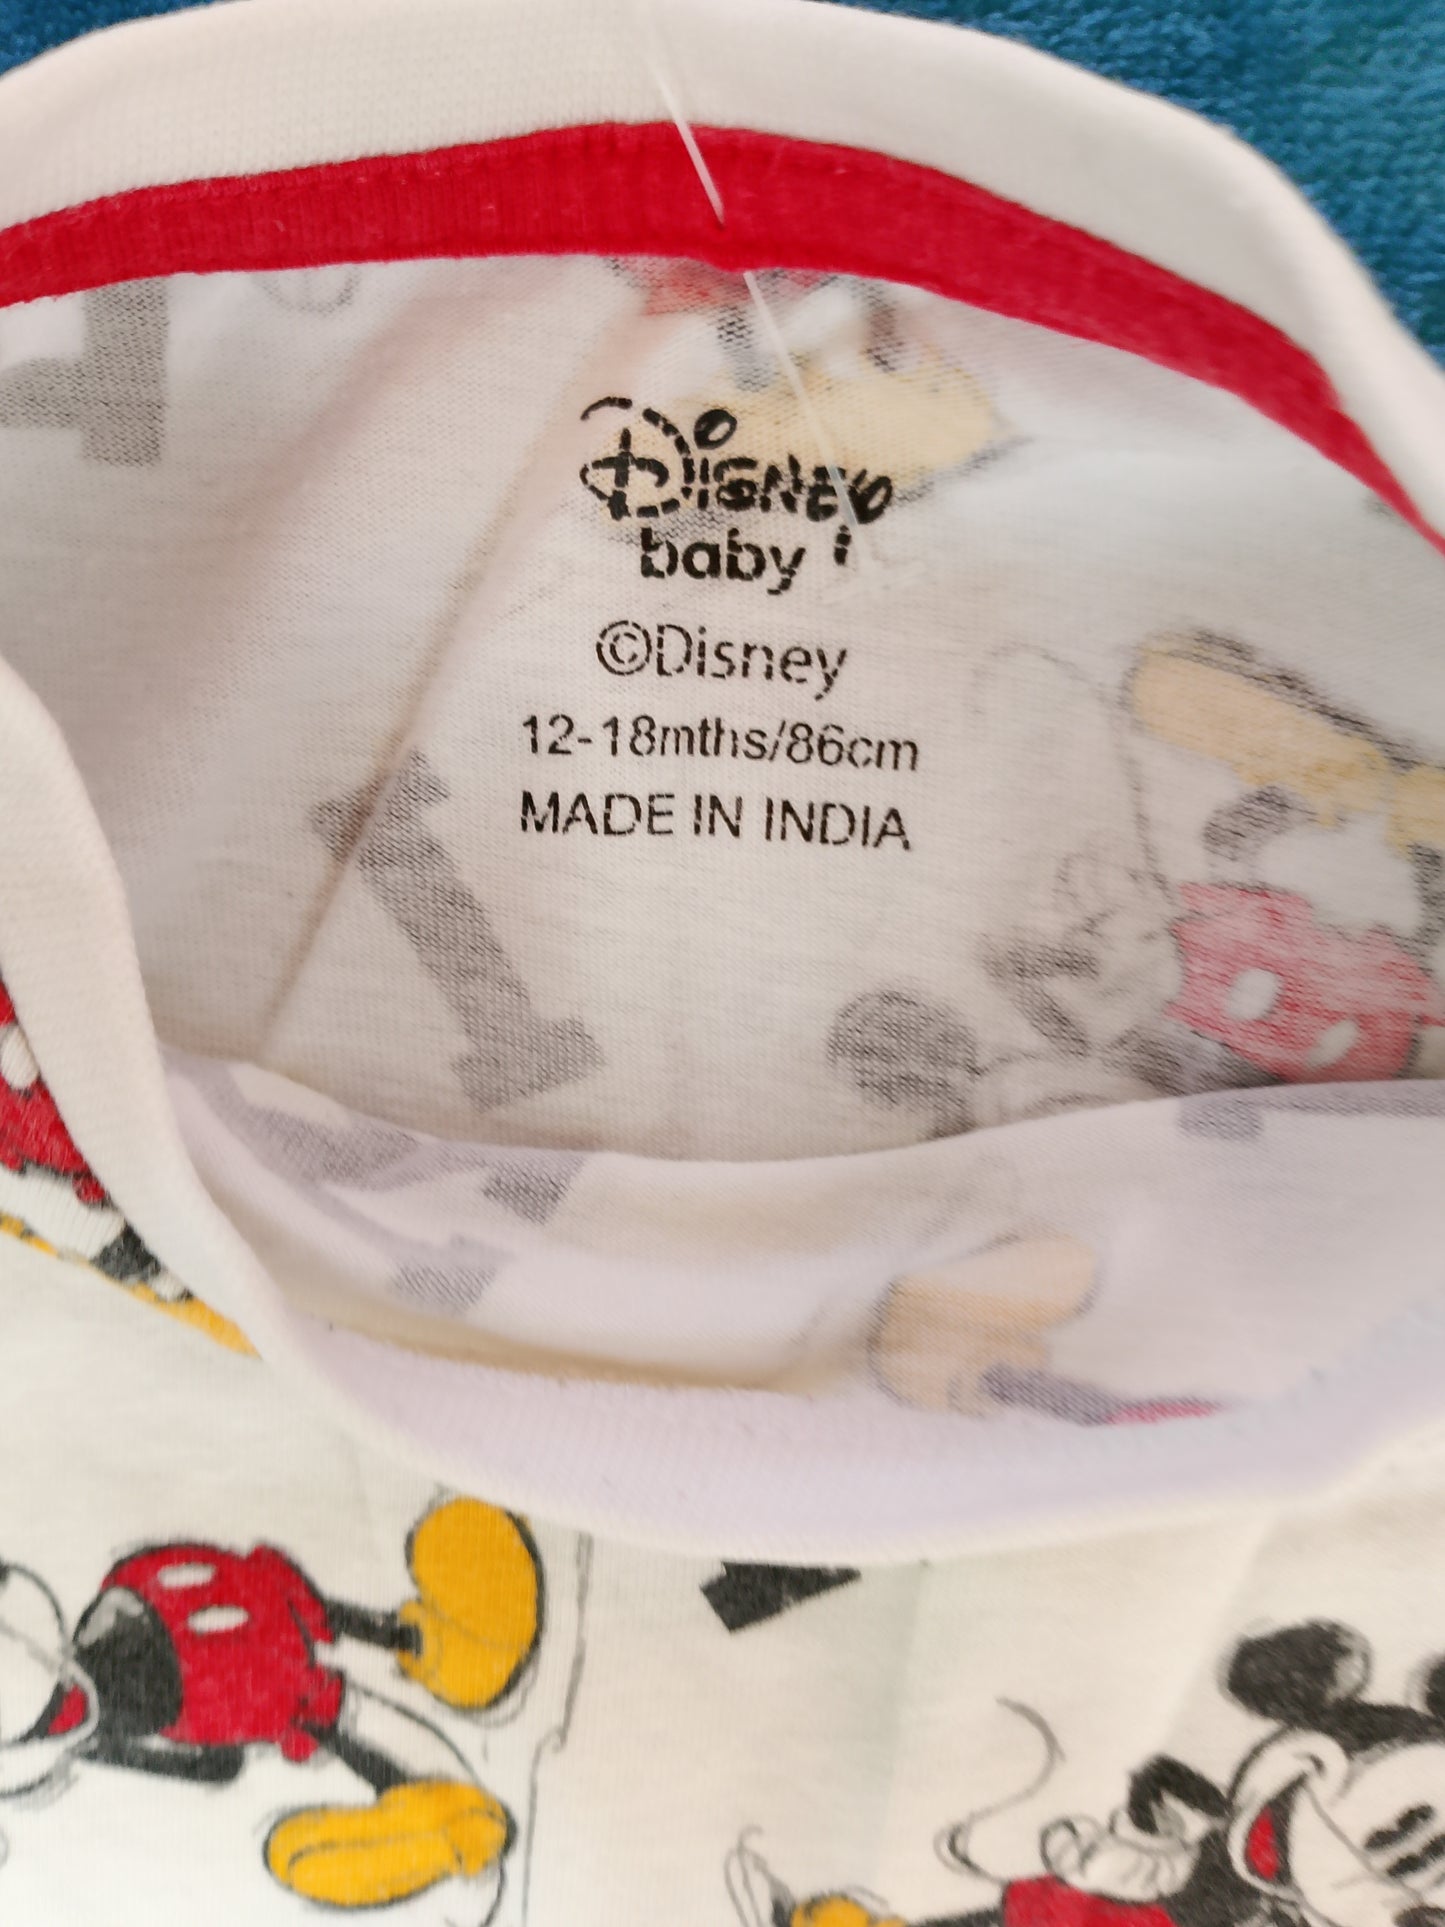 Disney
baby
©Disney
12-18mths/86cm
MADE IN INDIA